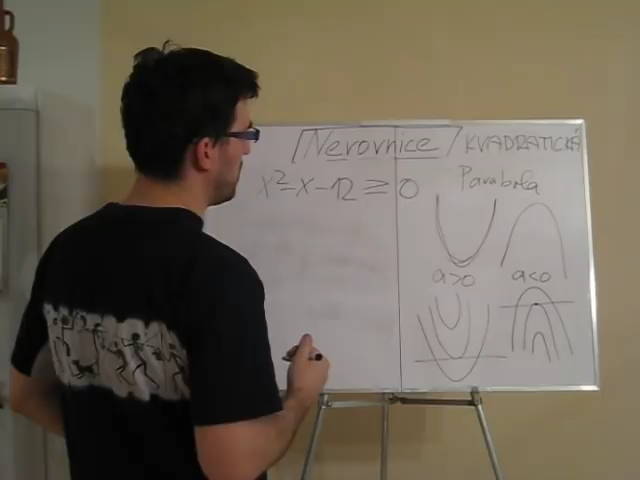 Nerovnice / KVADRATICKÁ
x²-x-12 ≥ 0
Parabola
a>0
a<0